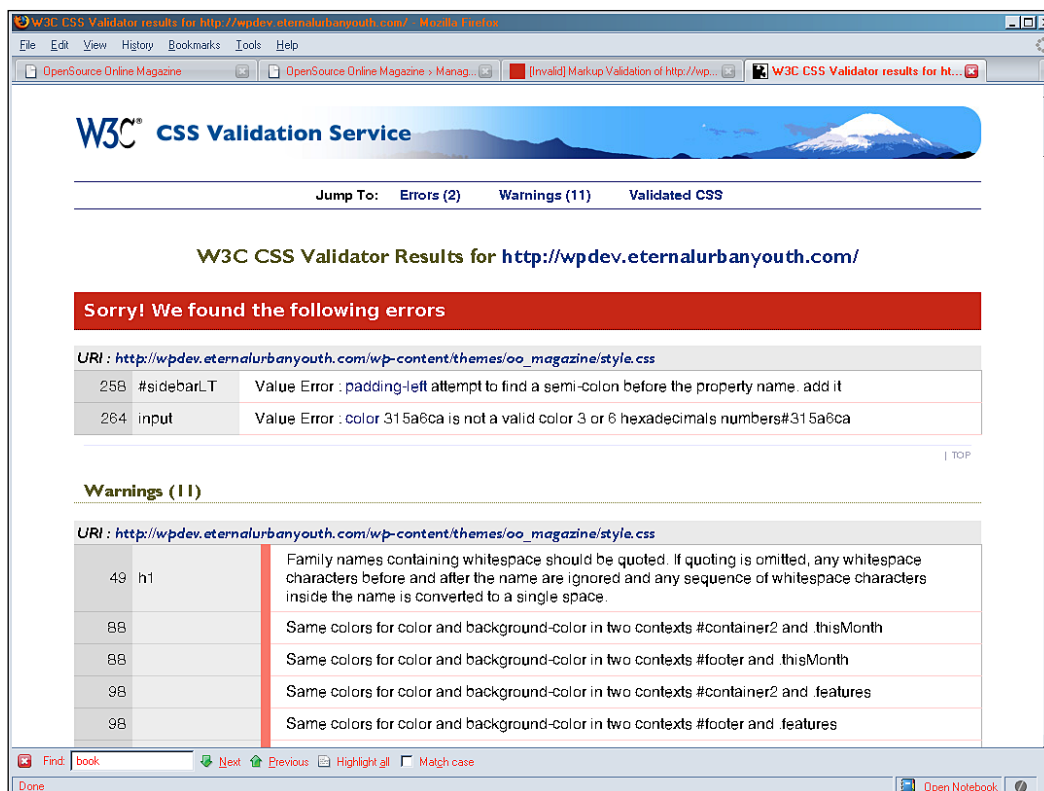 W3C CSS Validator results for http://wpdev.eternalurbanyouth.com/ - Mozilla Firefox
File Edit View History Bookmarks Tools Help
OpenSource Online Magazine
OpenSource Online Magazine › Manag...
[Invalid] Markup Validation of http://wp...
W3C CSS Validator results for ht...
W3C® CSS Validation Service
Jump To: Errors (2) Warnings (11) Validated CSS
W3C CSS Validator Results for http://wpdev.eternalurbanyouth.com/
Sorry! We found the following errors
URI : http://wpdev.eternalurbanyouth.com/wp-content/themes/oo_magazine/style.css
258 #sidebarLT Value Error : padding-left attempt to find a semi-colon before the property name. add it
264 input Value Error : color 315a6ca is not a valid color 3 or 6 hexadecimals numbers#315a6ca
| TOP
Warnings (11)
URI : http://wpdev.eternalurbanyouth.com/wp-content/themes/oo_magazine/style.css
49 h1 Family names containing whitespace should be quoted. If quoting is omitted, any whitespace
characters before and after the name are ignored and any sequence of whitespace characters
inside the name is converted to a single space.
88 Same colors for color and background-color in two contexts #container2 and .thisMonth
88 Same colors for color and background-color in two contexts #footer and .thisMonth
98 Same colors for color and background-color in two contexts #container2 and .features
98 Same colors for color and background-color in two contexts #footer and .features
Find: book Next Previous Highlight all Match case
Done Open Notebook